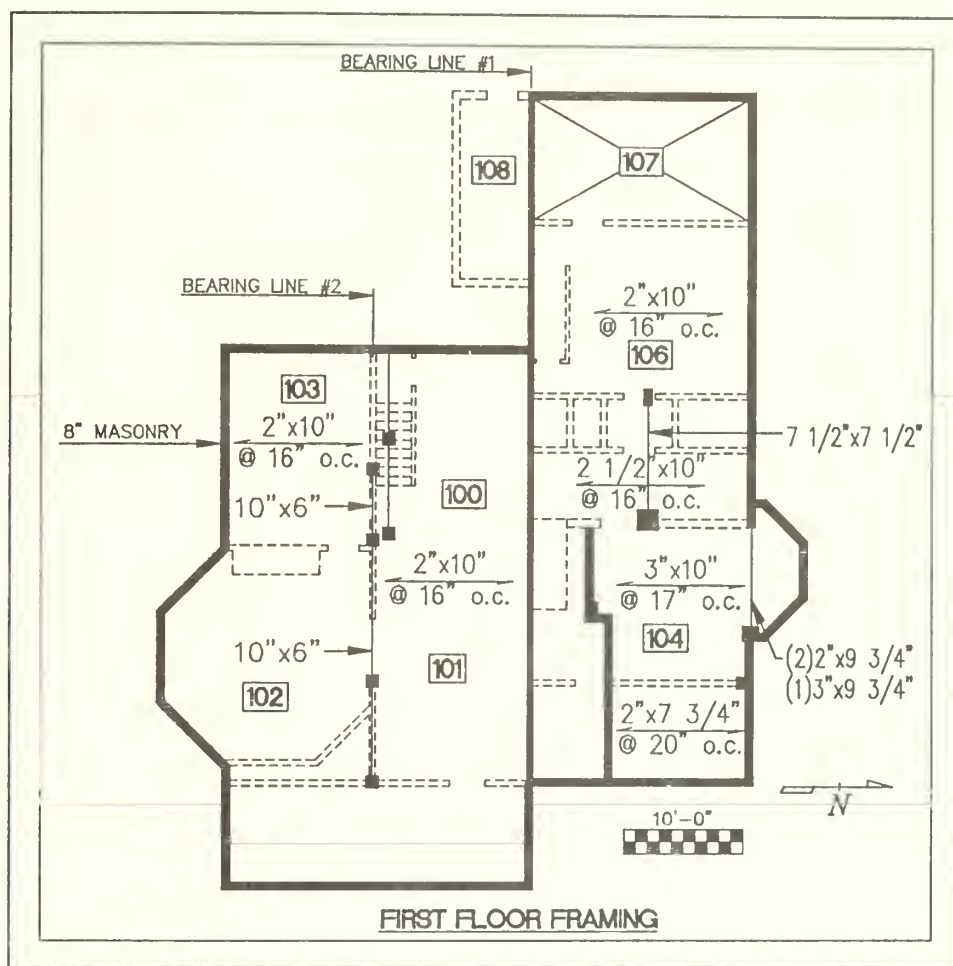 BEARING LINE #1
108
107
BEARING LINE #2
2"x10"
@ 16" o.c.
106
103
8" MASONRY
2"x10"
@ 16" o.c.
7 1/2"x7 1/2"
2 1/2"x10"
@ 16" o.c.
100
10"x6"
2"x10"
@ 16" o.c.
3"x10"
@ 17" o.c.
104
10"x6"
101
102
(2)2"x9 3/4"
(1)3"x9 3/4"
2"x7 3/4"
@ 20" o.c.
N
10'-0"
FIRST FLOOR FRAMING